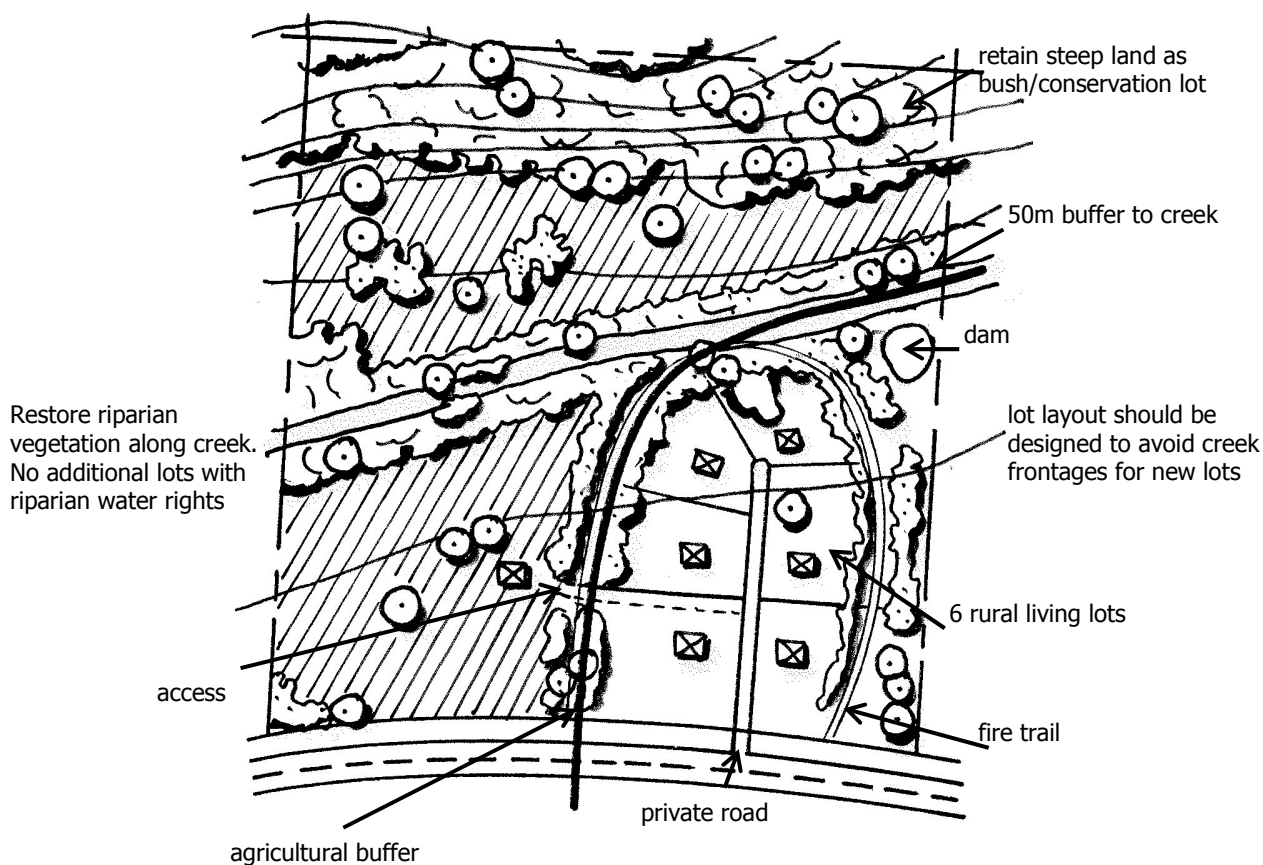 retain steep land as
bush/conservation lot
50m buffer to creek
dam
Restore riparian
vegetation along creek.
No additional lots with
riparian water rights
lot layout should be
designed to avoid creek
frontages for new lots
6 rural living lots
access
fire trail
private road
agricultural buffer